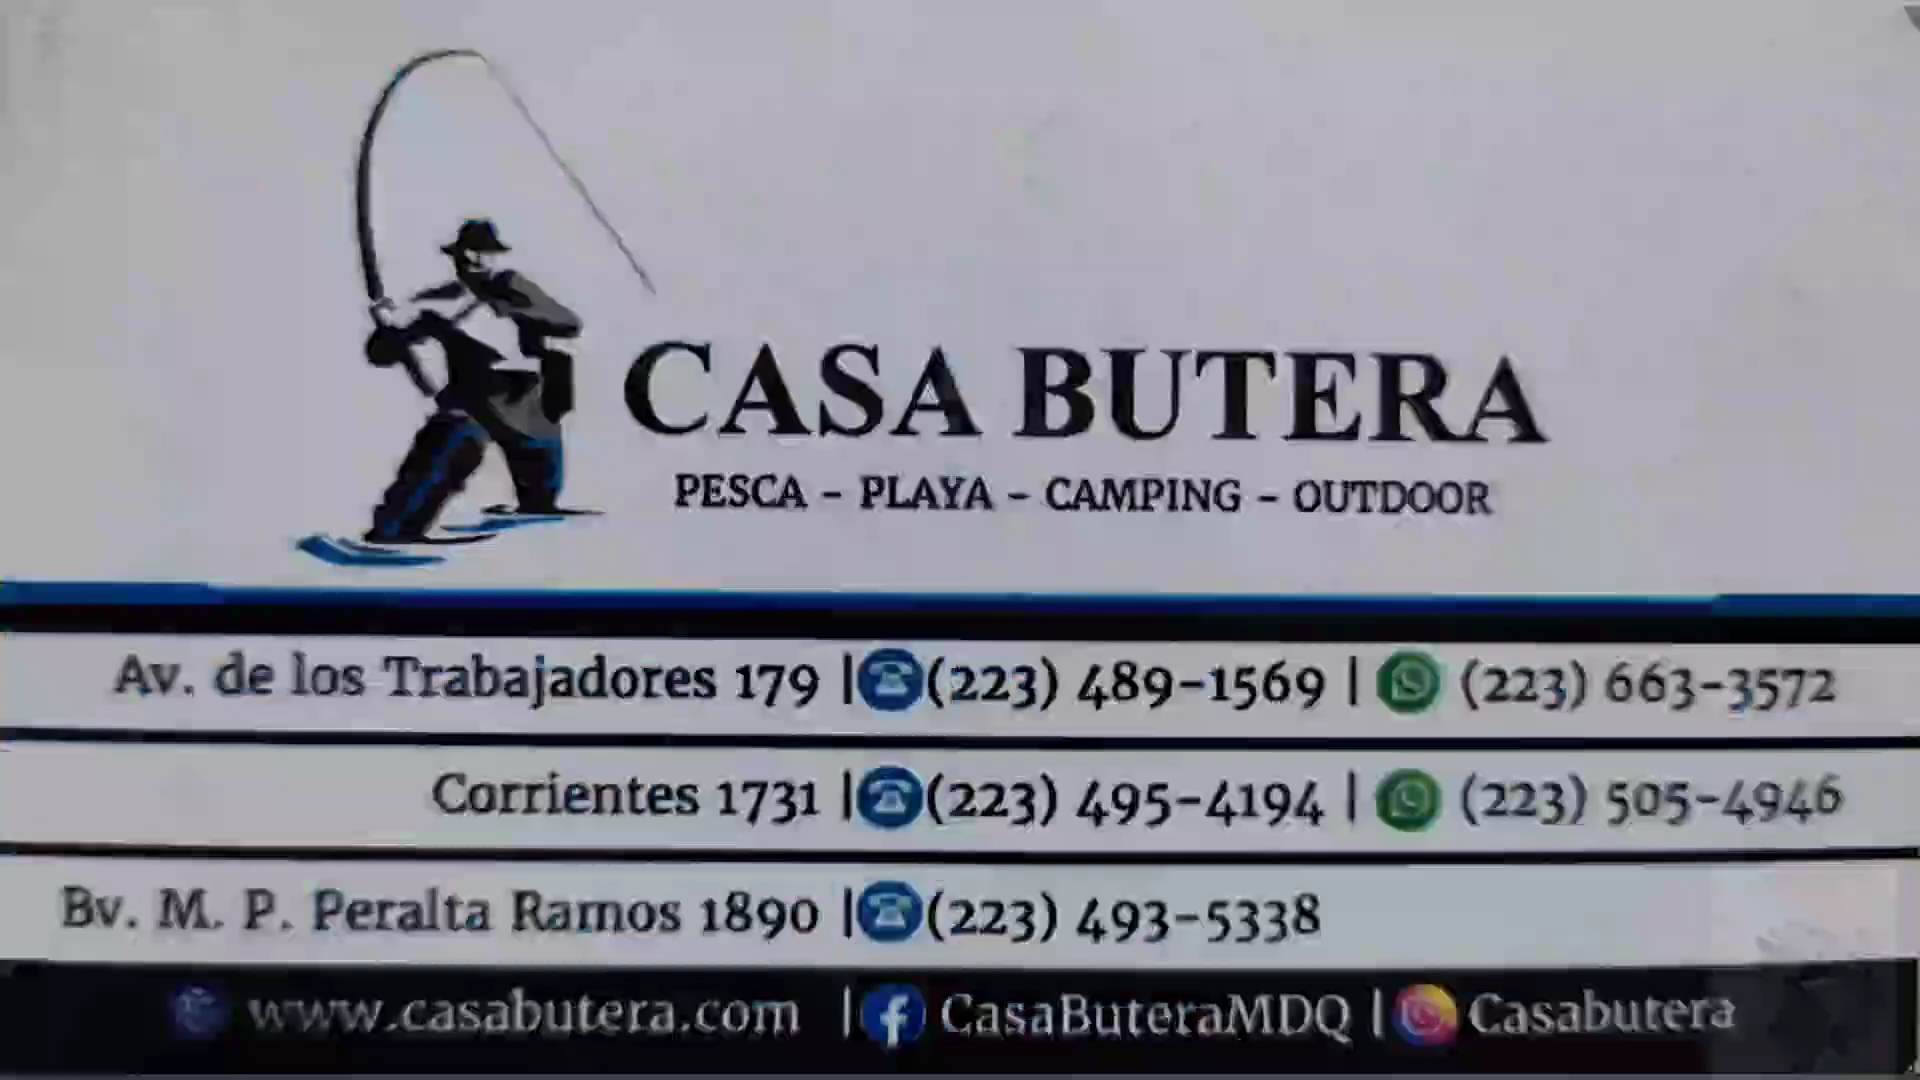 CASA BUTERA
PESCA - PLAYA - CAMPING - OUTDOOR
Av. de los Trabajadores 179 | (223) 489-1569 | (223) 663-3572
Corrientes 1731 | (223) 495-4194 | (223) 505-4946
Bv. M. P. Peralta Ramos 1890 | (223) 493-5338
www.casabutera.com | CasaButeraMDQ | Casabutera